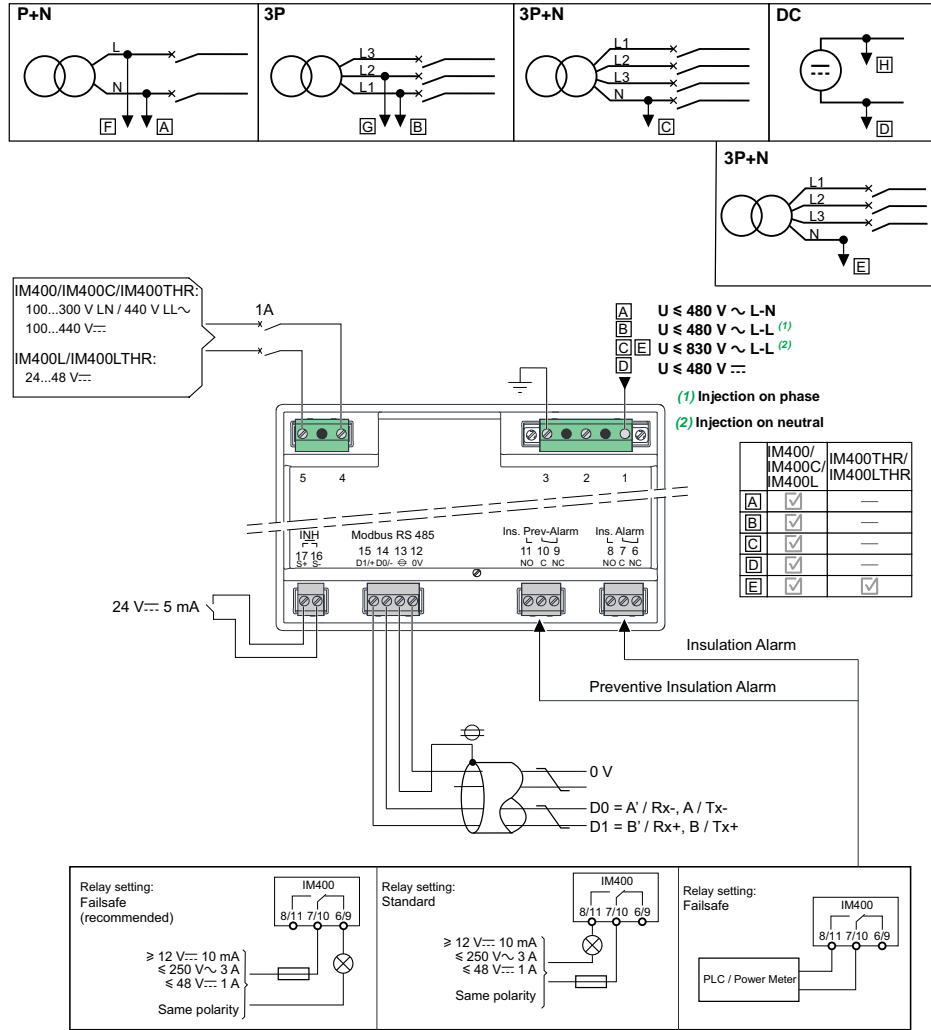 P+N
L
N
F
A
3P
L3
L2
L1
G
B
3P+N
L1
L2
L3
N
C
DC
H
D
3P+N
L1
L2
L3
N
E
IM400/IM400C/IM400THR:
100...300 V LN / 440 V LL∿
100...440 V⎓
IM400L/IM400LTHR:
24...48 V⎓
1A
A U ≤ 480 V ∿ L-N
B U ≤ 480 V ∿ L-L (1)
C E U ≤ 830 V ∿ L-L (2)
D U ≤ 480 V ⎓
(1) Injection on phase
(2) Injection on neutral
IM400/
IM400C/
IM400L
IM400THR/
IM400LTHR
A ☑ —
B ☑ —
C ☑ —
D ☑ —
E ☑ ☑
5 4 3 2 1
INH
17 16
S+ S-
Modbus RS 485
15 14 13 12
D1/+ D0/- 0V
Ins. Prev-Alarm
11 10 9
NO C NC
Ins. Alarm
8 7 6
NO C NC
24 V⎓ 5 mA
Insulation Alarm
Preventive Insulation Alarm
0 V
D0 = A' / Rx-, A / Tx-
D1 = B' / Rx+, B / Tx+
Relay setting:
Failsafe
(recommended)
IM400
8/11 7/10 6/9
≥ 12 V⎓ 10 mA
≤ 250 V∿ 3 A
≤ 48 V⎓ 1 A
Same polarity
Relay setting:
Standard
IM400
8/11 7/10 6/9
≥ 12 V⎓ 10 mA
≤ 250 V∿ 3 A
≤ 48 V⎓ 1 A
Same polarity
Relay setting:
Failsafe
IM400
8/11 7/10 6/9
PLC / Power Meter